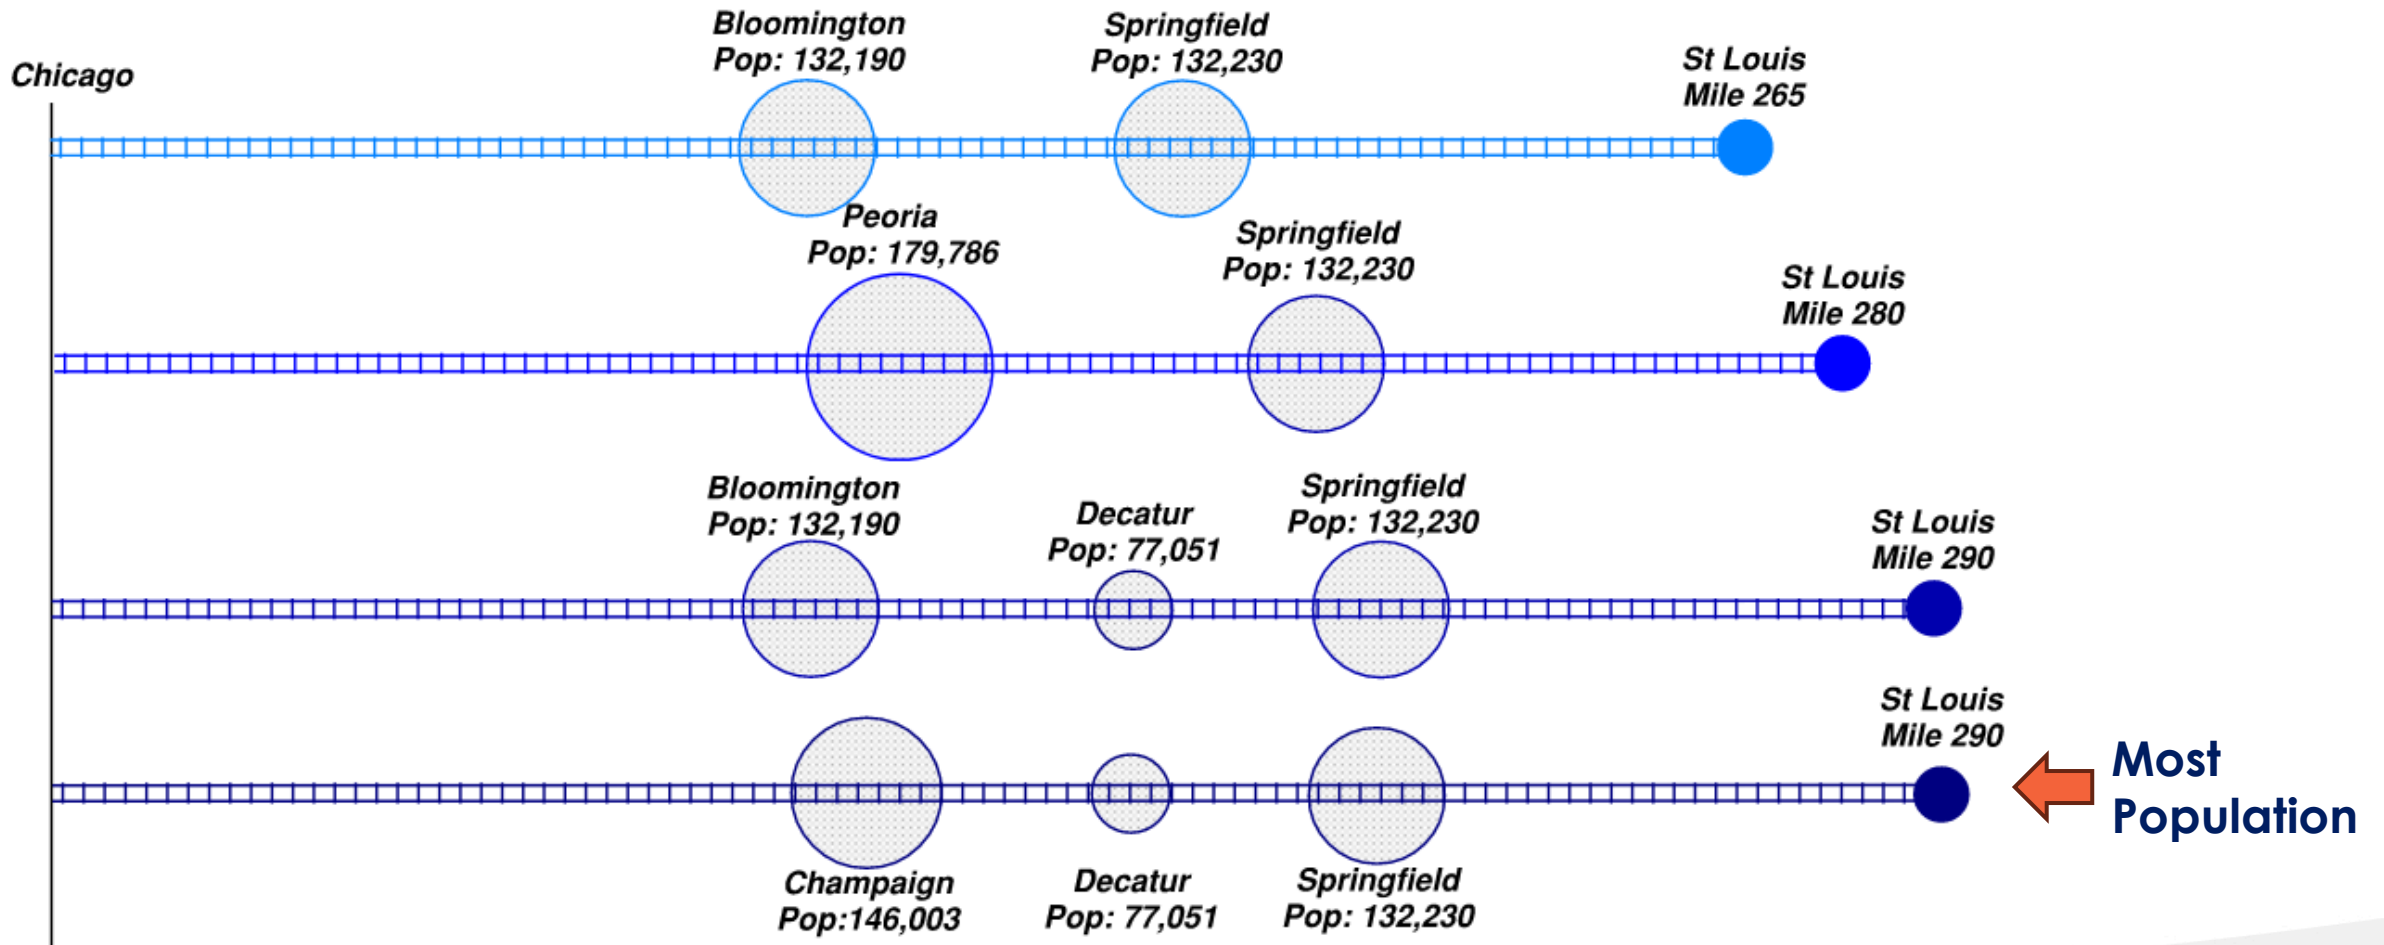 Chicago
Bloomington
Pop: 132,190
Springfield
Pop: 132,230
St Louis
Mile 265
Peoria
Pop: 179,786
Springfield
Pop: 132,230
St Louis
Mile 280
Bloomington
Pop: 132,190
Decatur
Pop: 77,051
Springfield
Pop: 132,230
St Louis
Mile 290
Champaign
Pop:146,003
Decatur
Pop: 77,051
Springfield
Pop: 132,230
St Louis
Mile 290
Most
Population